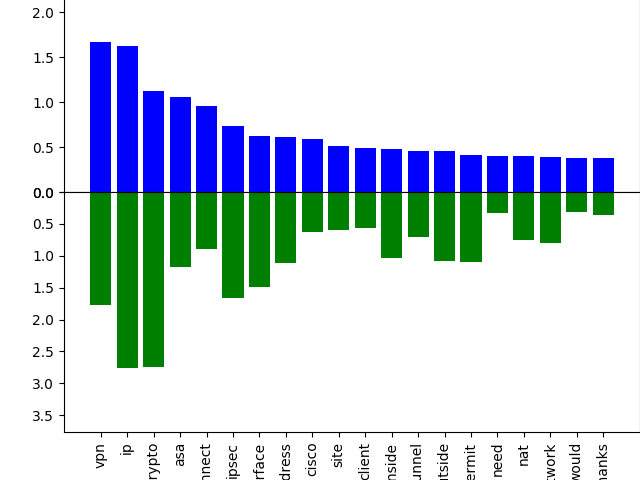 2.0
1.5
1.0
0.5
0.0
0.0
0.5
1.0
1.5
2.0
2.5
3.0
3.5
vpn
ip
rypto
asa
nnect
ipsec
rface
dress
cisco
site
client
nside
unnel
tside
ermit
need
nat
twork
would
hanks